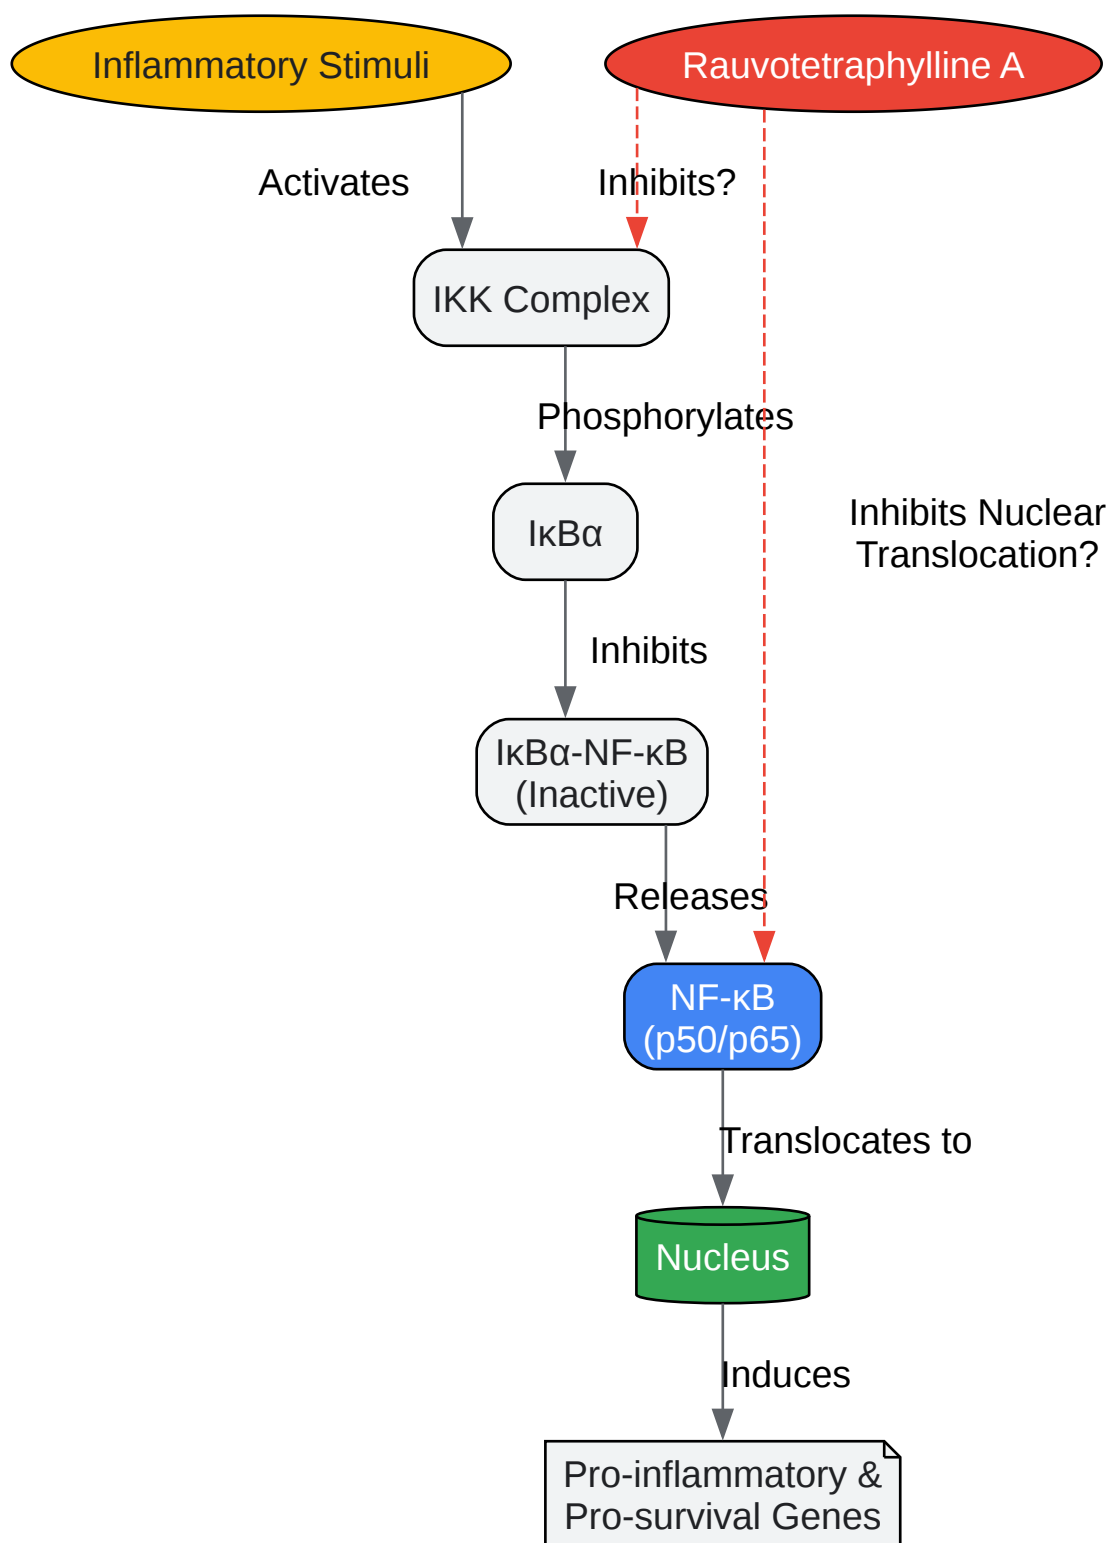 Inflammatory Stimuli
Rauvotetraphylline A
Activates
Inhibits?
IKK Complex
Phosphorylates
IκBα
Inhibits Nuclear
Translocation?
Inhibits
IκBα-NF-κB
(Inactive)
Releases
NF-κB
(p50/p65)
Translocates to
Nucleus
Induces
Pro-inflammatory &
Pro-survival Genes